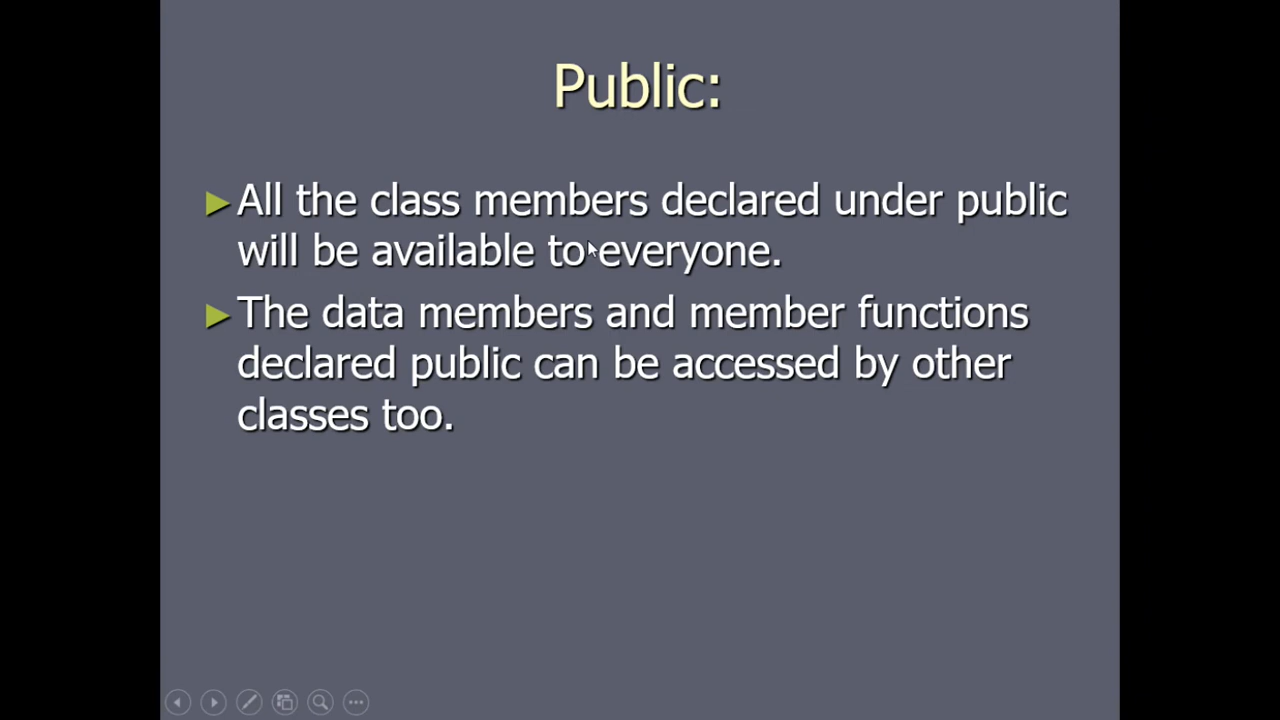 Public:
All the class members declared under public
will be available to everyone.
The data members and member functions
declared public can be accessed by other
classes too.